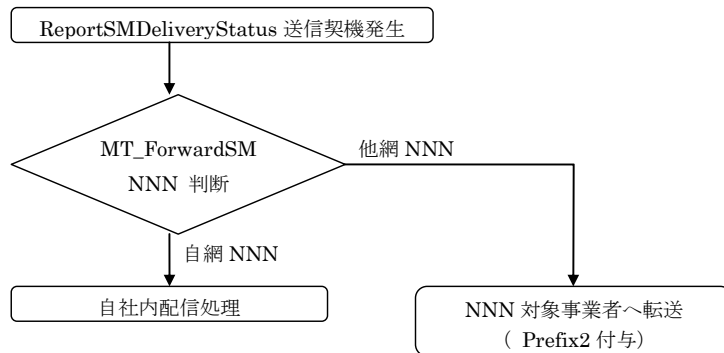 ReportSMDeliveryStatus 送信契機発生
MT_ForwardSM
NNN 判断
他網 NNN
自網 NNN
自社内配信処理
NNN 対象事業者へ転送
( Prefix2 付与)